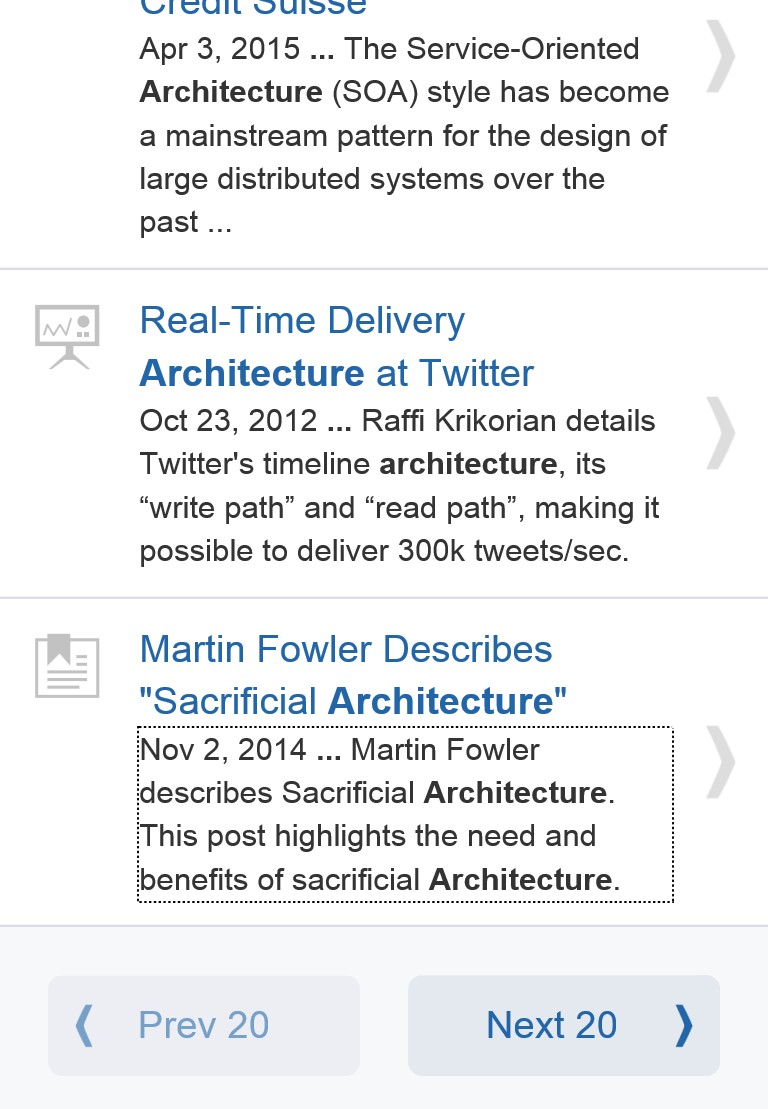 Credit Suisse
Apr 3, 2015 ... The Service-Oriented
Architecture (SOA) style has become
a mainstream pattern for the design of
large distributed systems over the
past ...
Real-Time Delivery
Architecture at Twitter
Oct 23, 2012 ... Raffi Krikorian details
Twitter's timeline architecture, its
“write path” and “read path”, making it
possible to deliver 300k tweets/sec.
Martin Fowler Describes
"Sacrificial Architecture"
Nov 2, 2014 ... Martin Fowler
describes Sacrificial Architecture.
This post highlights the need and
benefits of sacrificial Architecture.
Prev 20
Next 20